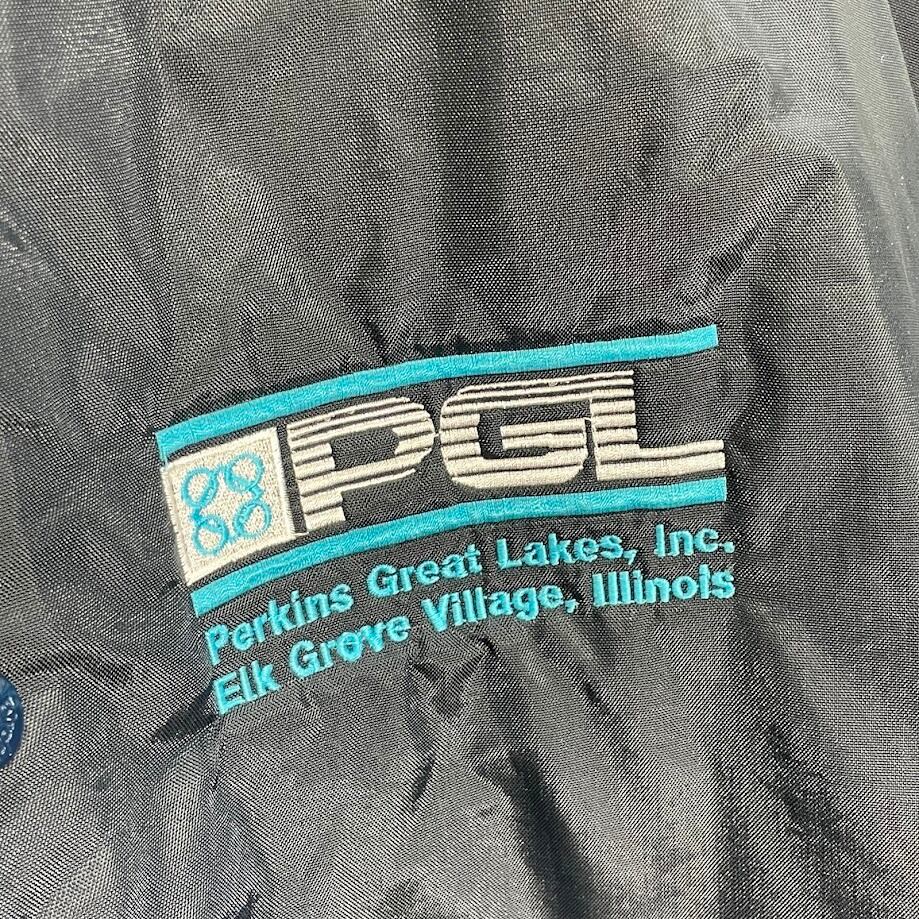 PGL
Perkins Great Lakes, Inc.
Elk Grove Village, Illinois